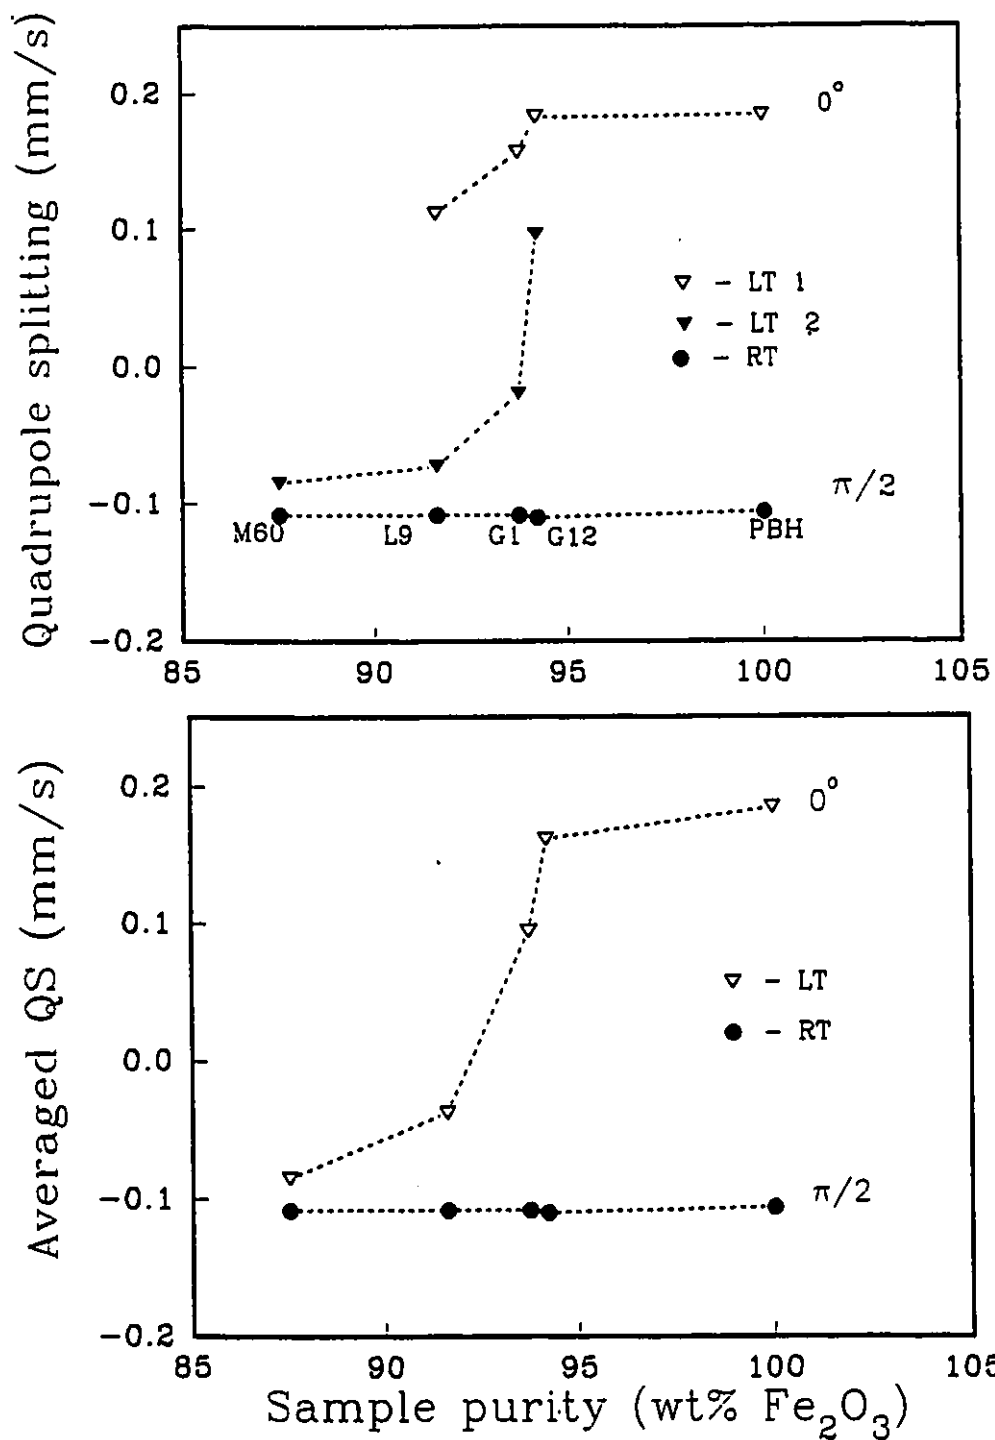 Quadrupole splitting (mm/s)
0.2
0.1
0.0
-0.1
-0.2
0°
▽ - LT 1
▼ - LT 2
● - RT
π/2
M60
L9
G1
G12
PBH
85
90
95
100
105
Averaged QS (mm/s)
0.2
0.1
0.0
-0.1
-0.2
0°
▽ - LT
● - RT
π/2
85
90
95
100
105
Sample purity (wt% Fe₂O₃)